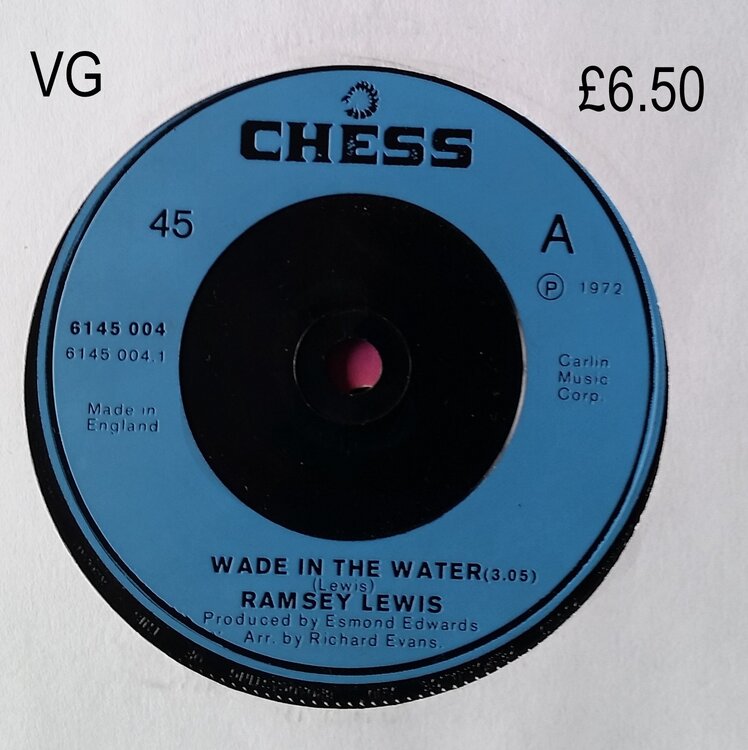 VG
£6.50
CHESS
45
A
Ⓟ 1972
6145 004
6145 004.1
Carlin
Music
Corp.
Made in
England
WADE IN THE WATER(3.05)
(Lewis)
RAMSEY LEWIS
Produced by Esmond Edwards
Arr. by Richard Evans.